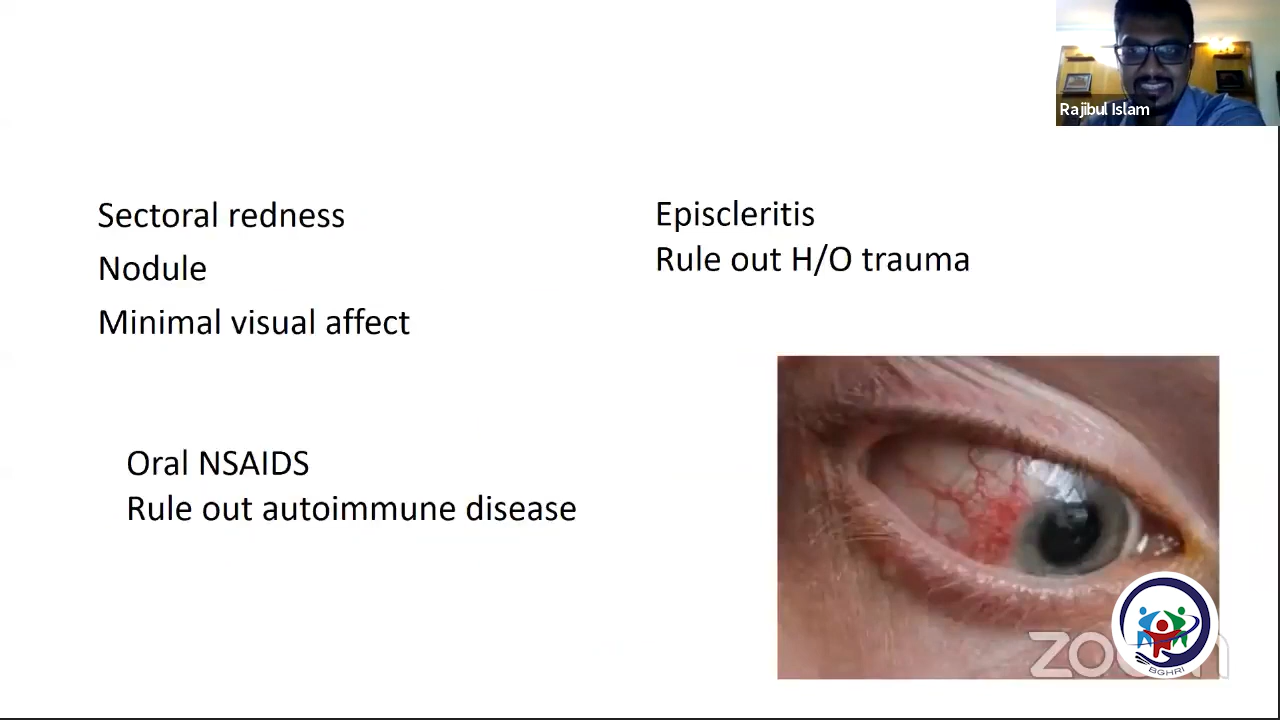 Rajibul Islam
Sectoral redness
Nodule
Minimal visual affect
Episcleritis
Rule out H/O trauma
Oral NSAIDS
Rule out autoimmune disease
zoom
BGHRI